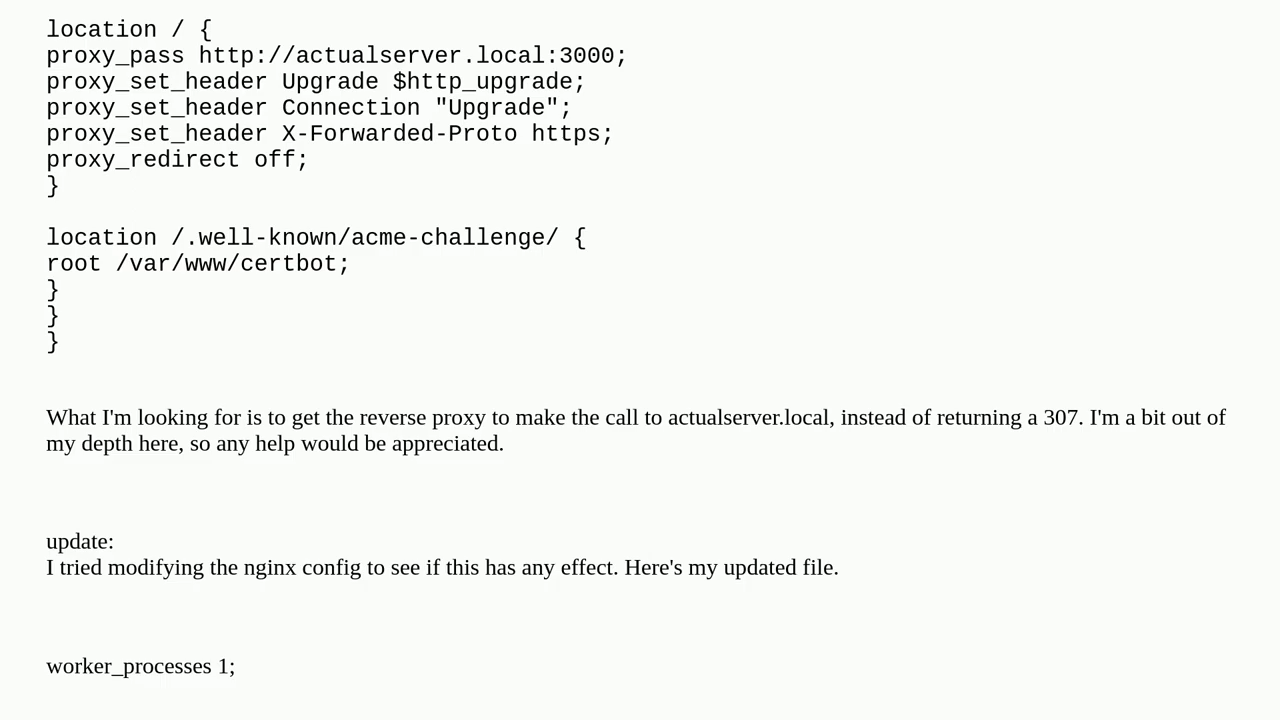 location / {
proxy_pass http://actualserver.local:3000;
proxy_set_header Upgrade $http_upgrade;
proxy_set_header Connection "Upgrade";
proxy_set_header X-Forwarded-Proto https;
proxy_redirect off;
}
location /.well-known/acme-challenge/ {
root /var/www/certbot;
}
}
}
What I'm looking for is to get the reverse proxy to make the call to actualserver.local, instead of returning a 307. I'm a bit out of
my depth here, so any help would be appreciated.
update:
I tried modifying the nginx config to see if this has any effect. Here's my updated file.
worker_processes 1;